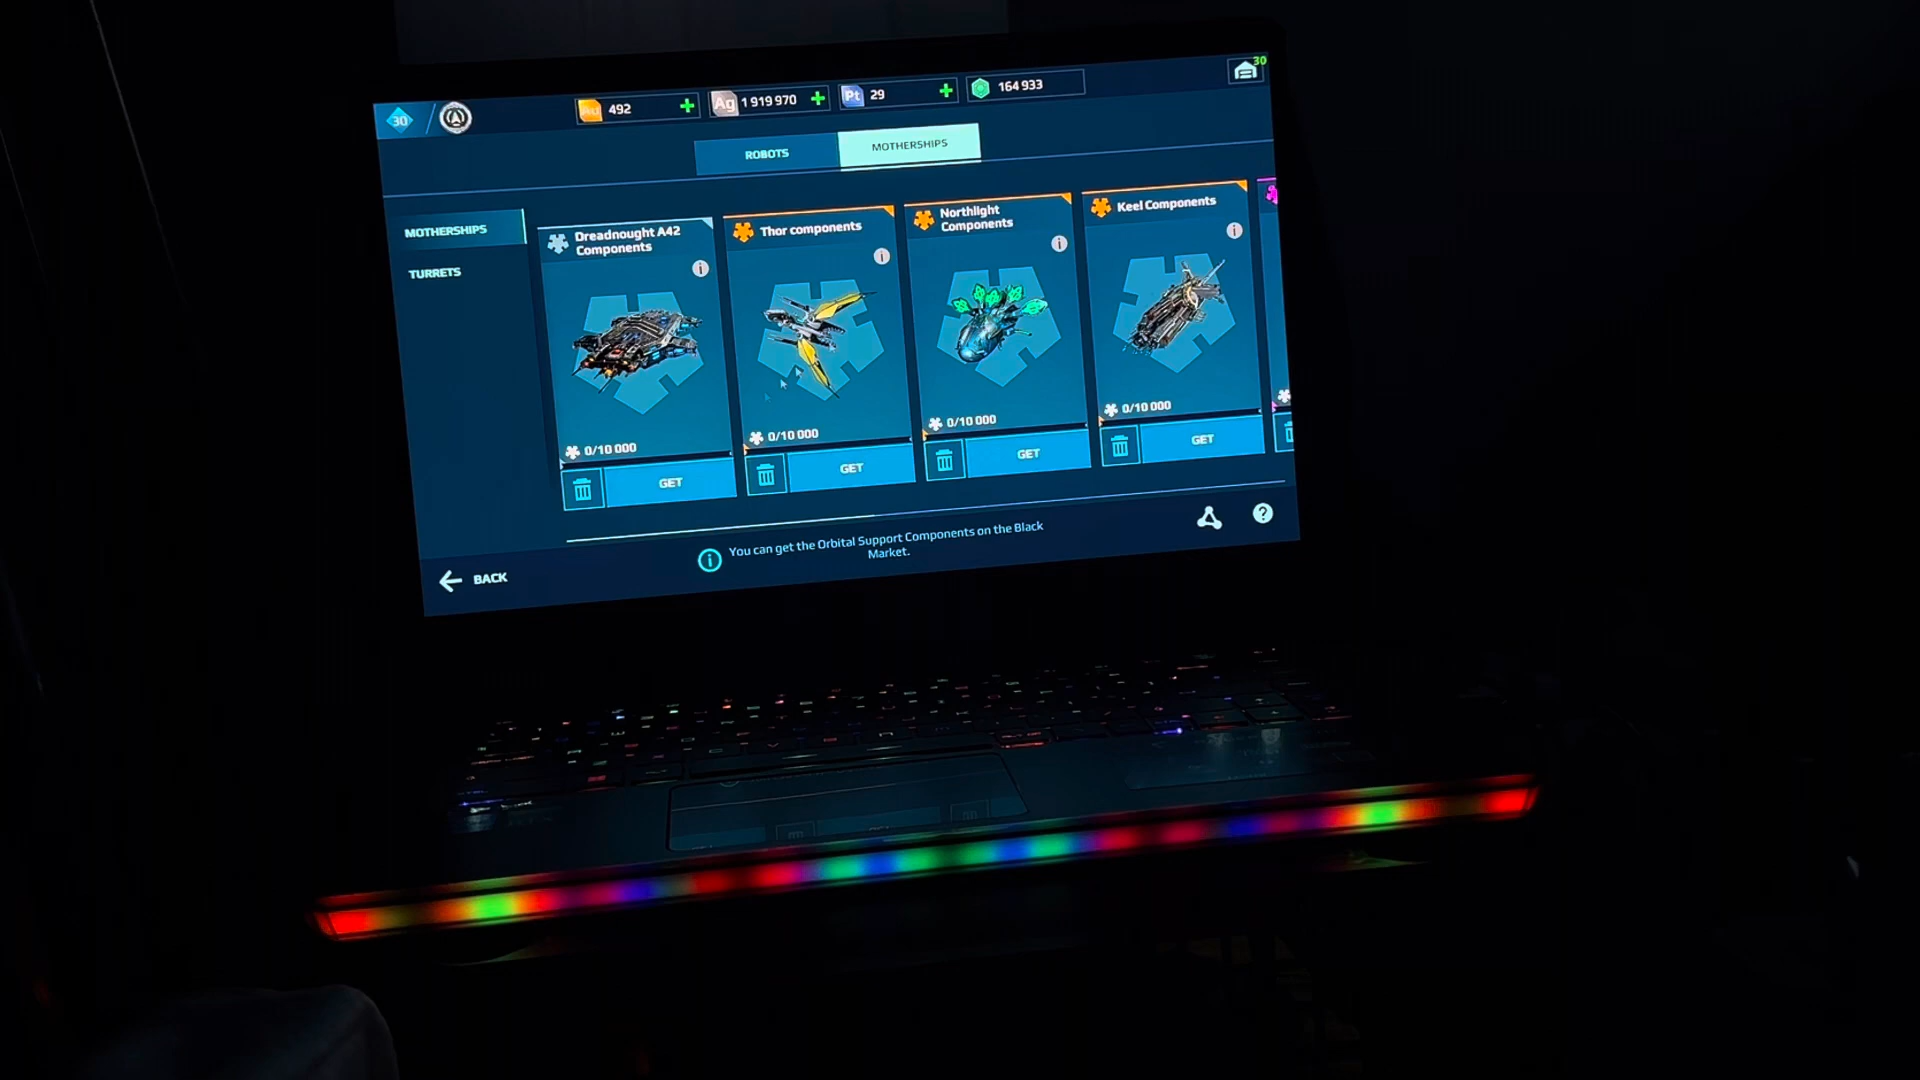 30
492
Ag 1 919 970
Pt 29
164 933
30
ROBOTS
MOTHERSHIPS
MOTHERSHIPS
TURRETS
Dreadnought A42
Components
0/10 000
GET
Thor components
0/10 000
GET
Northlight
Components
0/10 000
GET
Keel Components
0/10 000
GET
You can get the Orbital Support Components on the Black
Market.
BACK